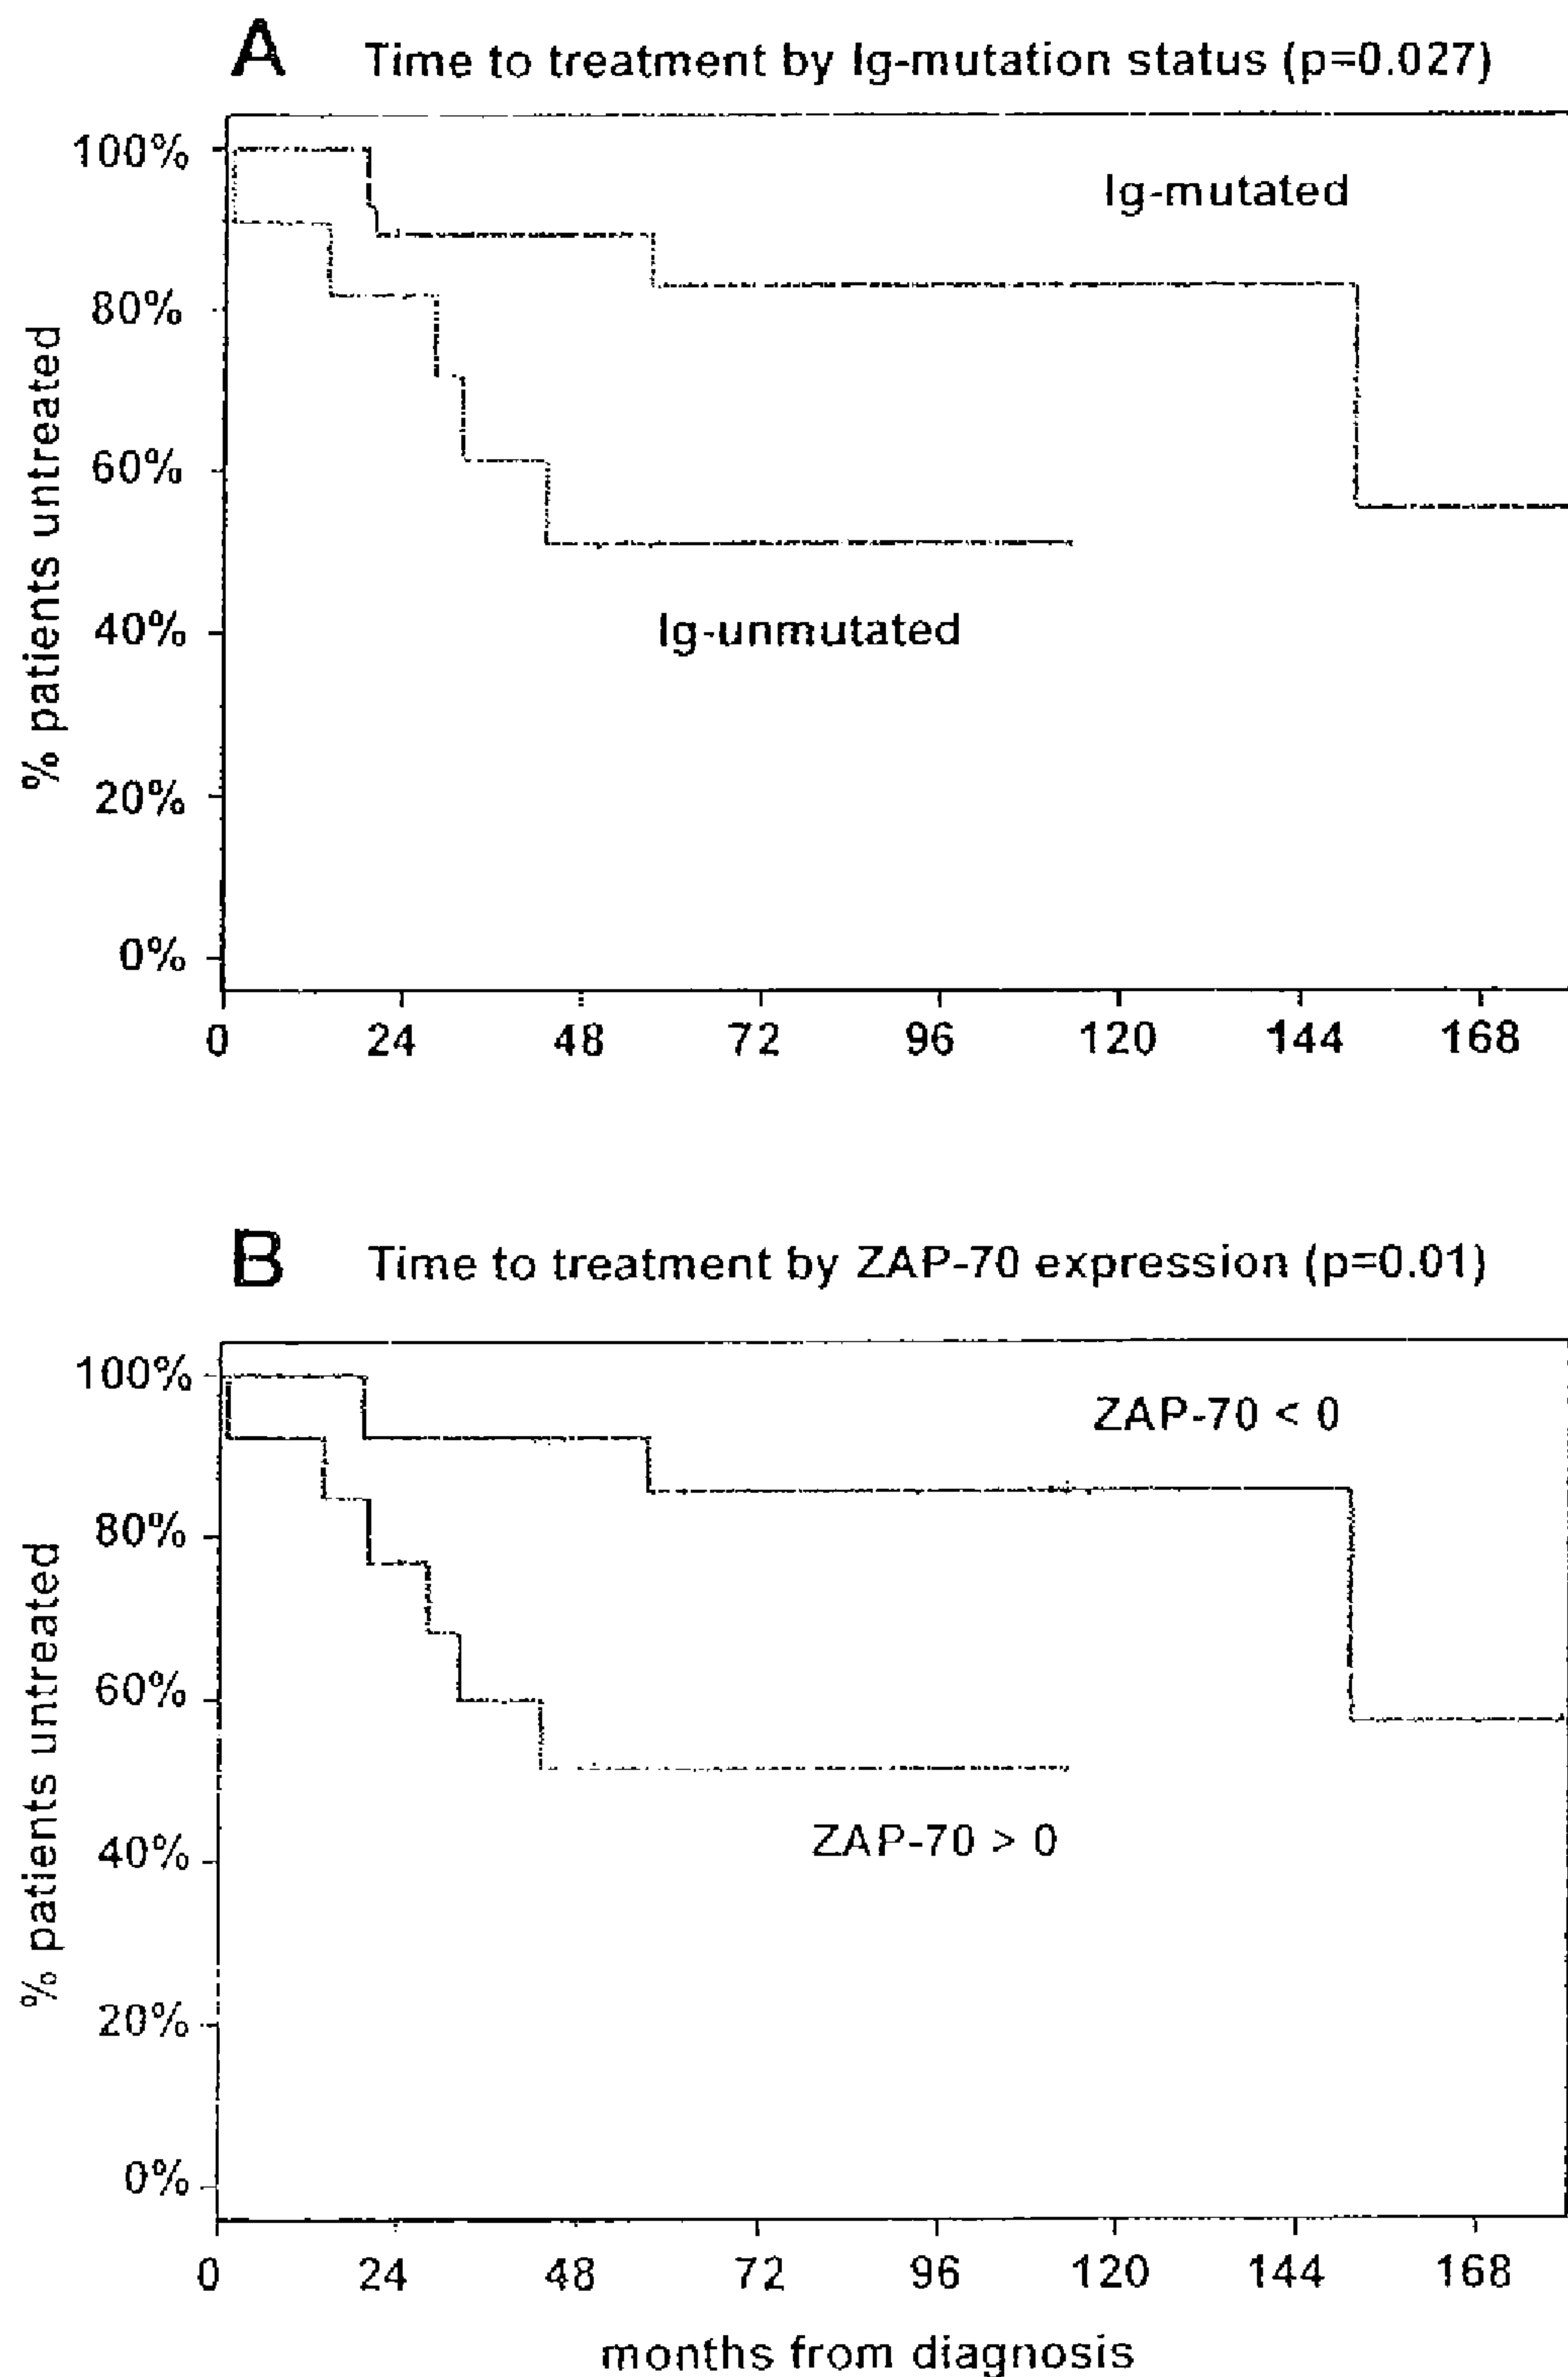 A Time to treatment by Ig-mutation status (p=0.027)
100%
80%
60%
40%
20%
0%
% patients untreated
Ig-mutated
Ig-unmutated
0 24 48 72 96 120 144 168
B Time to treatment by ZAP-70 expression (p=0.01)
100%
80%
60%
40%
20%
0%
% patients untreated
ZAP-70 < 0
ZAP-70 > 0
0 24 48 72 96 120 144 168
months from diagnosis